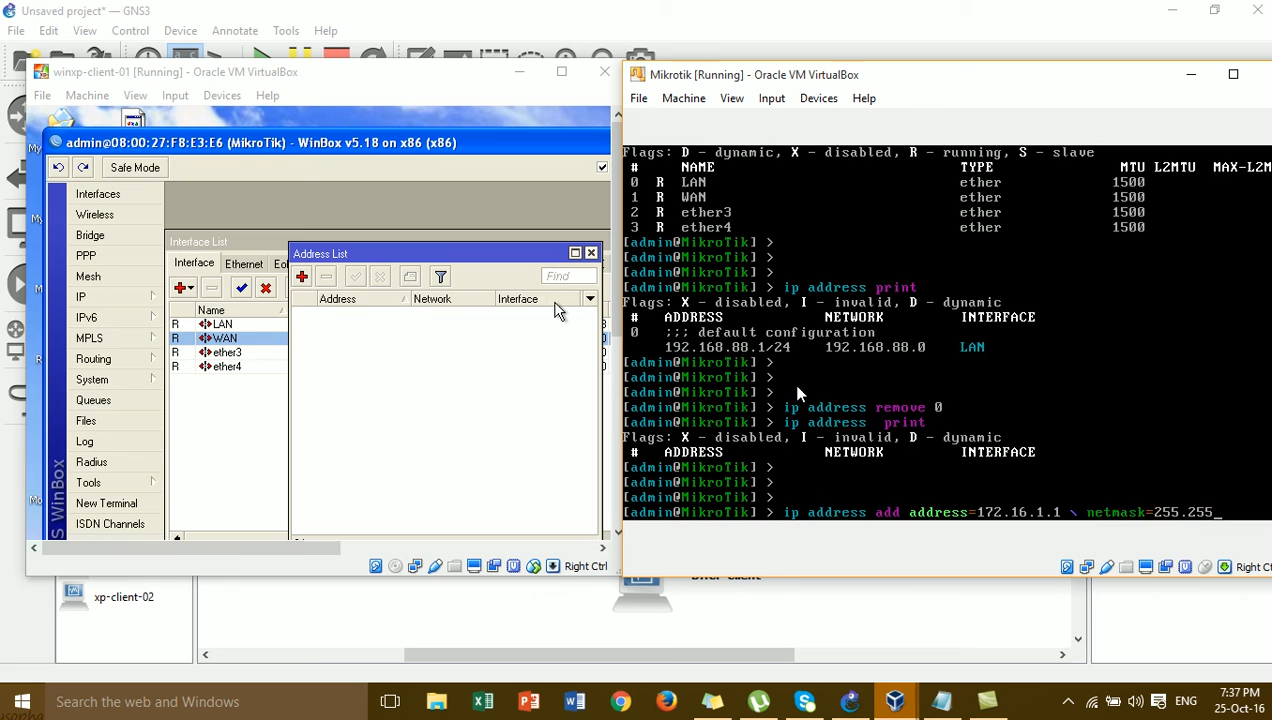 Unsaved project* — GNS3
File Edit View Control Device Annotate Tools Help
winxp-client-01 [Running] - Oracle VM VirtualBox
File Machine View Input Devices Help
admin@08:00:27:F8:E3:E6 (MikroTik) - WinBox v5.18 on x86 (x86)
Safe Mode
Interfaces
Wireless
Bridge
PPP
Mesh
IP
IPv6
MPLS
Routing
System
Queues
Files
Log
Radius
Tools
New Terminal
ISDN Channels
S WinBox
Interface List
Interface Ethernet
Name
R LAN
R WAN
R ether3
R ether4
Address List
Find
Address Network Interface
Right Ctrl
xp-client-02
Mikrotik [Running] - Oracle VM VirtualBox
File Machine View Input Devices Help
Flags: D - dynamic, X - disabled, R - running, S - slave
# NAME TYPE MTU L2MTU MAX-L2M
0 R LAN ether 1500
1 R WAN ether 1500
2 R ether3 ether 1500
3 R ether4 ether 1500
[admin@MikroTik] >
[admin@MikroTik] >
[admin@MikroTik] >
[admin@MikroTik] > ip address print
Flags: X - disabled, I - invalid, D - dynamic
# ADDRESS NETWORK INTERFACE
0 ;;; default configuration
192.168.88.1/24 192.168.88.0 LAN
[admin@MikroTik] >
[admin@MikroTik] >
[admin@MikroTik] >
[admin@MikroTik] > ip address remove 0
[admin@MikroTik] > ip address print
Flags: X - disabled, I - invalid, D - dynamic
# ADDRESS NETWORK INTERFACE
[admin@MikroTik] >
[admin@MikroTik] >
[admin@MikroTik] >
[admin@MikroTik] > ip address add address=172.16.1.1 \ netmask=255.255_
Right Ct
Search the web and Windows
ENG
7:37 PM
25-Oct-16